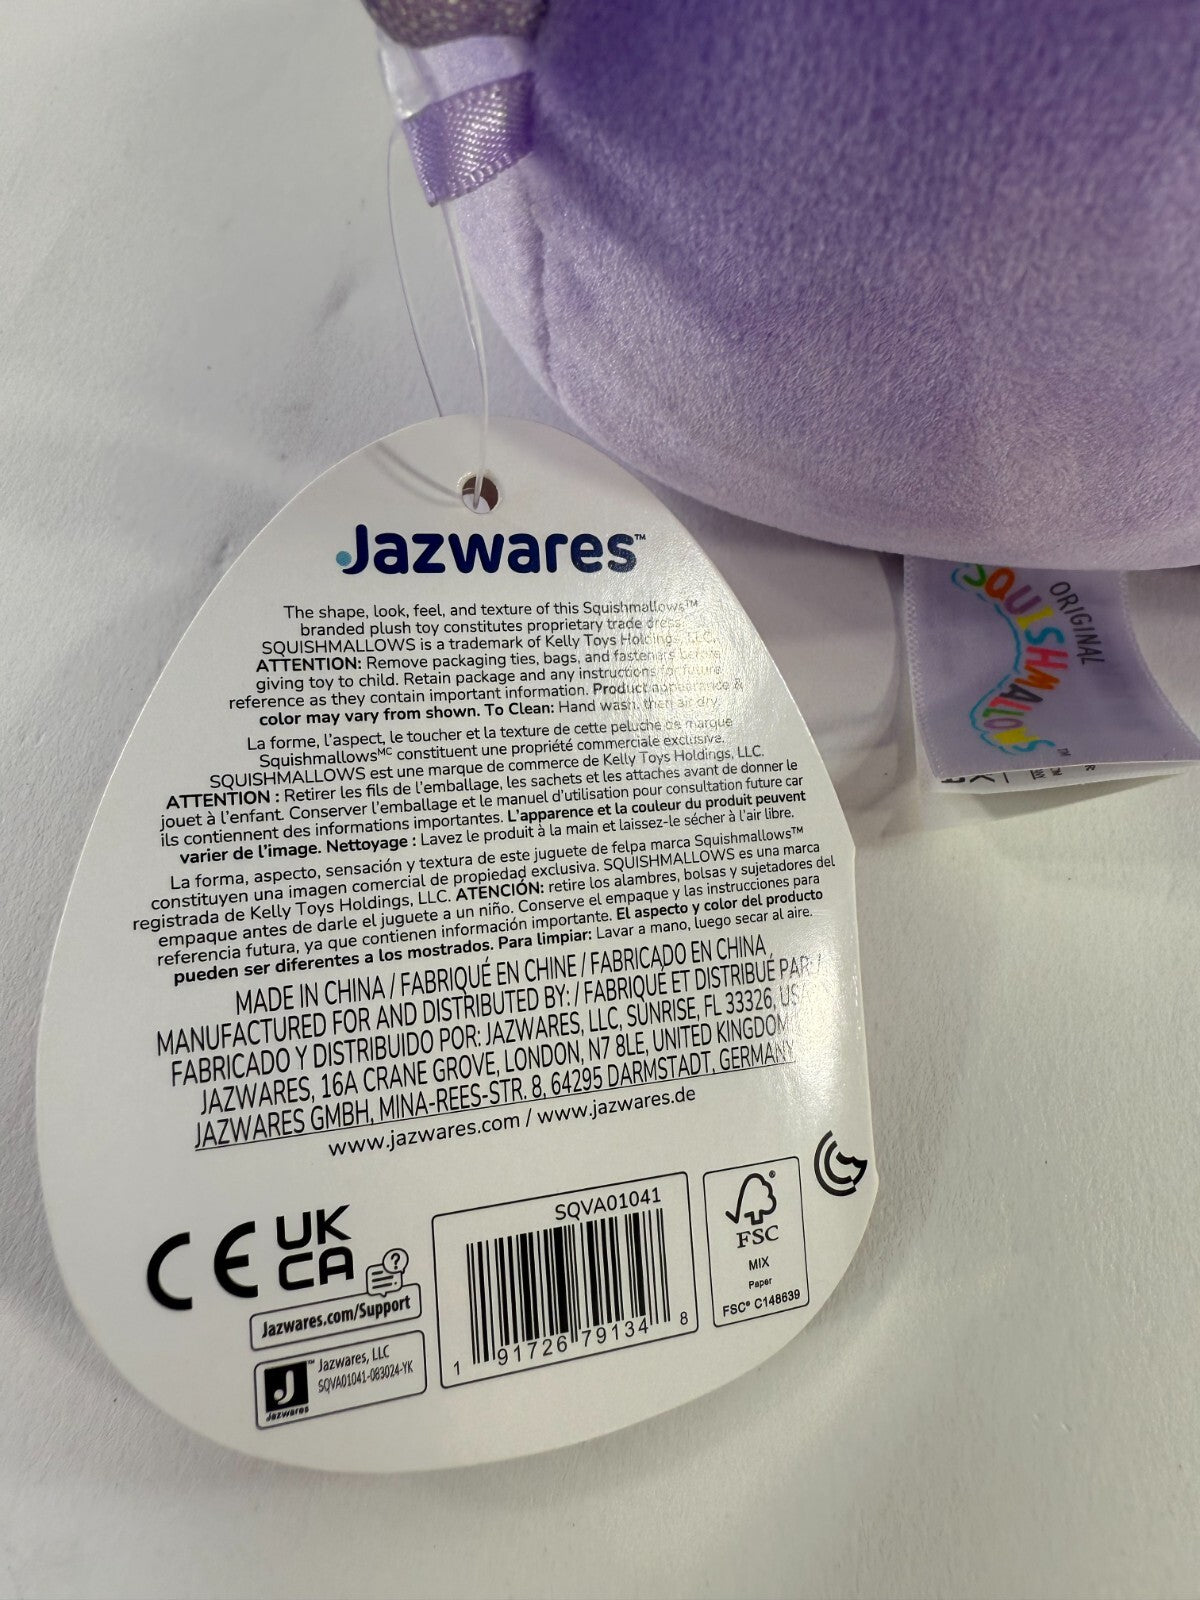 Jazwares™
The shape, look, feel, and texture of this Squishmallows™
branded plush toy constitutes proprietary trade dress.
SQUISHMALLOWS is a trademark of Kelly Toys Holdings, LLC.
ATTENTION: Remove packaging ties, bags, and fasteners before
giving toy to child. Retain package and any instructions for future
reference as they contain important information. Product appearance &
color may vary from shown. To Clean: Hand wash, then air dry.
La forme, l'aspect, le toucher et la texture de cette peluche de marque
Squishmallows^MC constituent une propriété commerciale exclusive.
SQUISHMALLOWS est une marque de commerce de Kelly Toys Holdings, LLC.
ATTENTION : Retirer les fils de l'emballage, les sachets et les attaches avant de donner le
jouet à l'enfant. Conserver l'emballage et le manuel d'utilisation pour consultation future car
ils contiennent des informations importantes. L'apparence et la couleur du produit peuvent
varier de l'image. Nettoyage : Lavez le produit à la main et laissez-le sécher à l'air libre.
La forma, aspecto, sensación y textura de este juguete de felpa marca Squishmallows™
constituyen una imagen comercial de propiedad exclusiva. SQUISHMALLOWS es una marca
registrada de Kelly Toys Holdings, LLC. ATENCIÓN: retire los alambres, bolsas y sujetadores del
empaque antes de darle el juguete a un niño. Conserve el empaque y las instrucciones para
referencia futura, ya que contienen información importante. El aspecto y color del producto
pueden ser diferentes a los mostrados. Para limpiar: Lavar a mano, luego secar al aire.
MADE IN CHINA / FABRIQUÉ EN CHINE / FABRICADO EN CHINA
MANUFACTURED FOR AND DISTRIBUTED BY: / FABRIQUÉ ET DISTRIBUÉ PAR: /
FABRICADO Y DISTRIBUIDO POR: JAZWARES, LLC, SUNRISE, FL 33326, USA
JAZWARES, 16A CRANE GROVE, LONDON, N7 8LE, UNITED KINGDOM
JAZWARES GMBH, MINA-REES-STR. 8, 64295 DARMSTADT, GERMANY
www.jazwares.com / www.jazwares.de
CE UK
CA
Jazwares.com/Support
?
J™
Jazwares
Jazwares, LLC
SQVA01041-083024-YK
SQVA01041
1 91726 79134 8
FSC®
MIX
Paper
FSC® C148639
ORIGINAL
SQUISHMALLOWS™